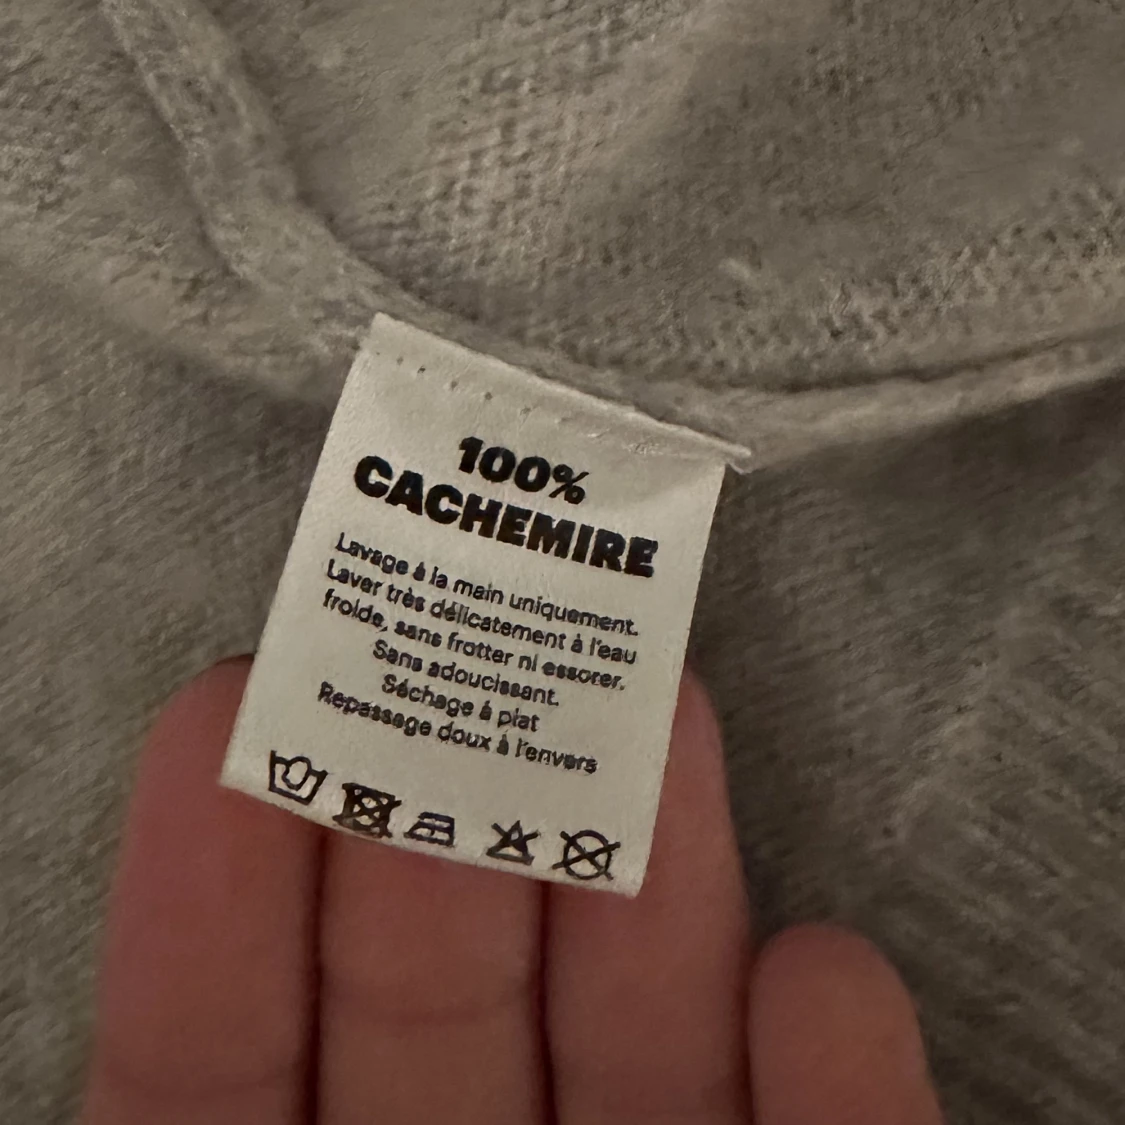 100%
CACHEMIRE
Lavage à la main uniquement.
Laver très délicatement à l'eau
froide, sans frotter ni essorer.
Sans adoucissant.
Séchage à plat
Repassage doux à l'envers